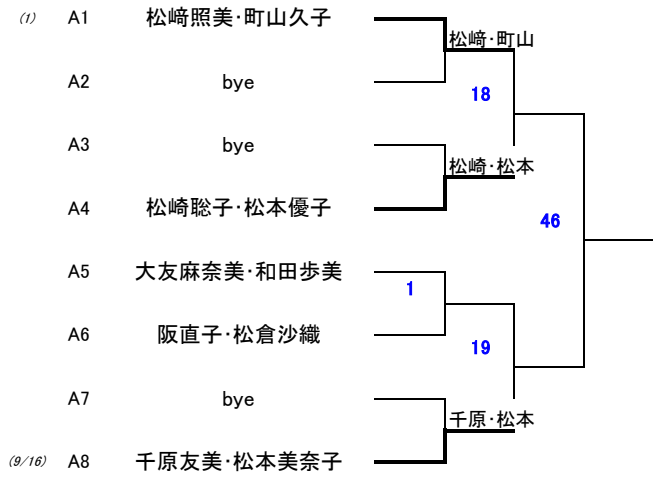 (1) A1 松﨑照美・町山久子
松﨑・町山
A2 bye
18
A3 bye
松崎・松本
A4 松崎聡子・松本優子
46
A5 大友麻奈美・和田歩美
1
A6 阪直子・松倉沙織
19
A7 bye
千原・松本
(9/16) A8 千原友美・松本美奈子